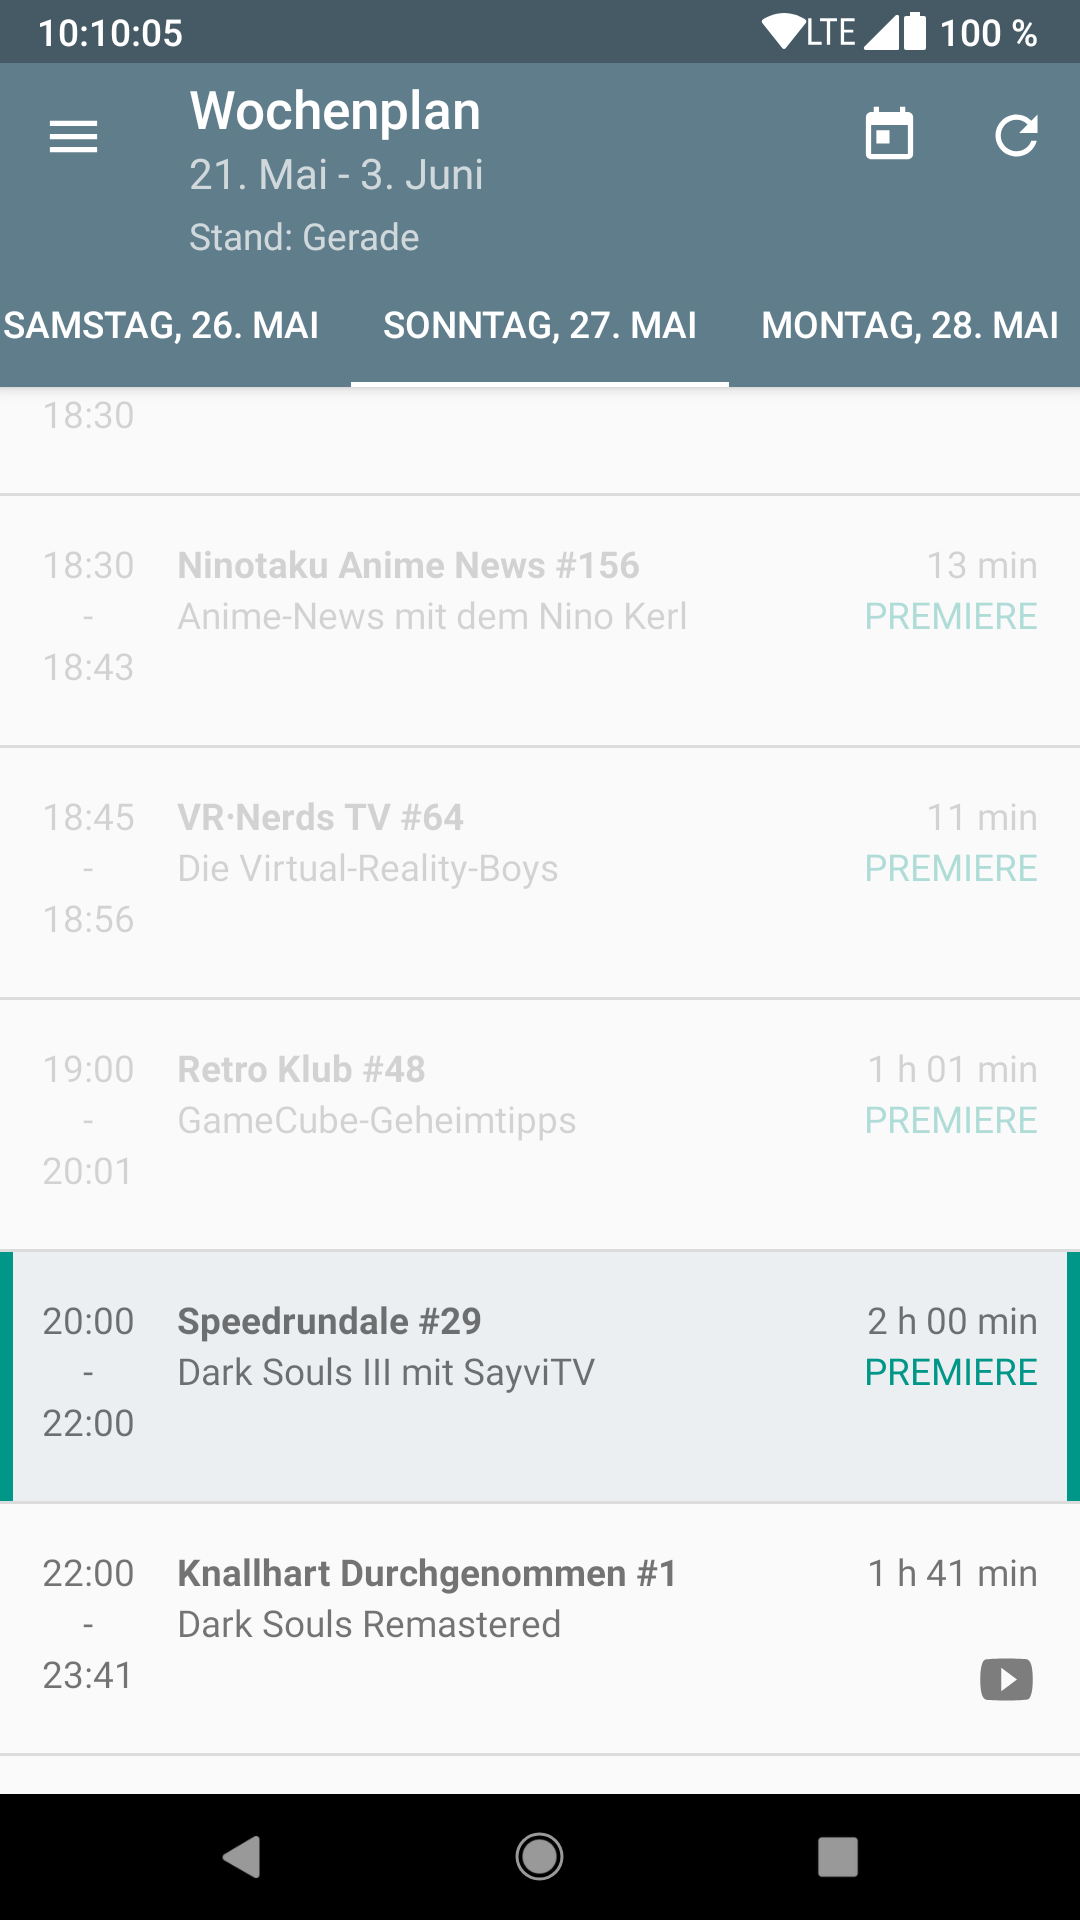 10:10:05
LTE 100 %
Wochenplan
21. Mai - 3. Juni
Stand: Gerade
SAMSTAG, 26. MAI SONNTAG, 27. MAI MONTAG, 28. MAI
18:30
18:30 Ninotaku Anime News #156 13 min
- Anime-News mit dem Nino Kerl PREMIERE
18:43
18:45 VR·Nerds TV #64 11 min
- Die Virtual-Reality-Boys PREMIERE
18:56
19:00 Retro Klub #48 1 h 01 min
- GameCube-Geheimtipps PREMIERE
20:01
20:00 Speedrundale #29 2 h 00 min
- Dark Souls III mit SayviTV PREMIERE
22:00
22:00 Knallhart Durchgenommen #1 1 h 41 min
- Dark Souls Remastered
23:41